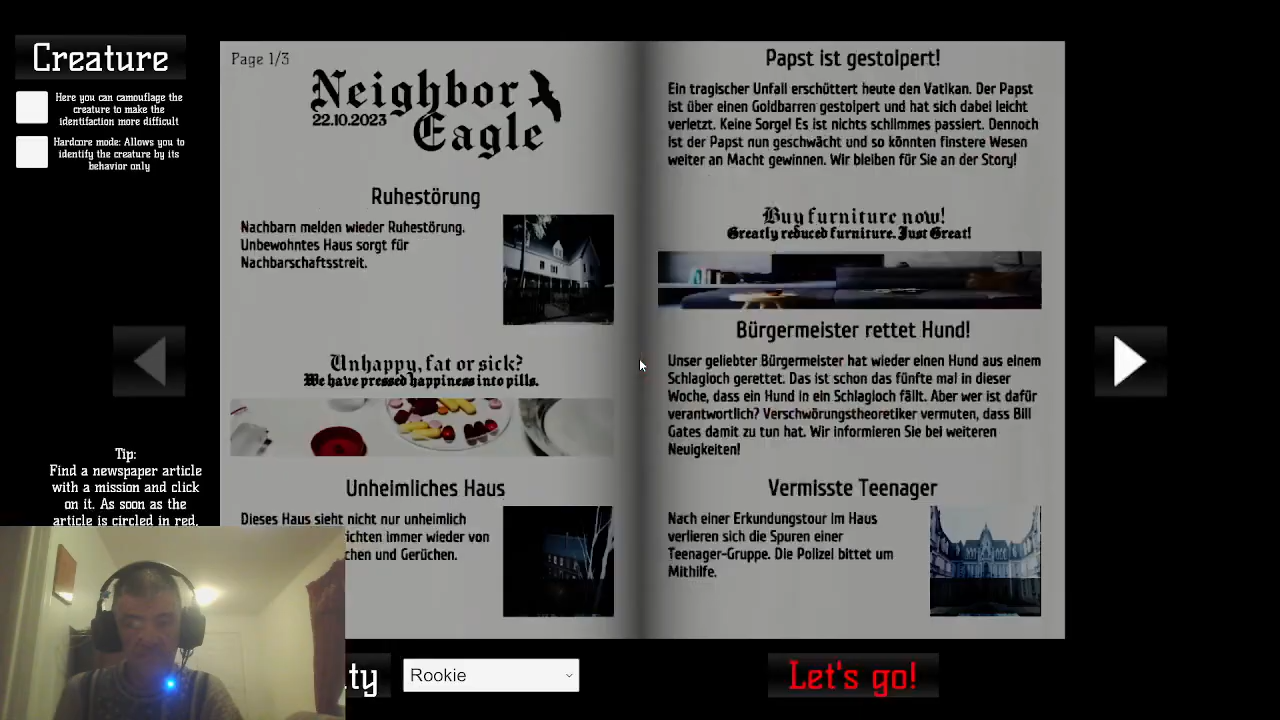 Creature
Here you can camouflage the
creature to make the
identifaction more difficult
Hardcore mode: Allows you to
identify the creature by its
behavior only
Page 1/3
Neighbor
22.10.2023
Eagle
Ruhestörung
Nachbarn melden wieder Ruhestörung.
Unbewohntes Haus sorgt für
Nachbarschaftsstreit.
Unhappy, fat or sick?
We have pressed happiness into pills.
Unheimliches Haus
Dieses Haus sieht nicht nur unheimlich
ichten immer wieder von
chen und Gerüchen.
Papst ist gestolpert!
Ein tragischer Unfall erschüttert heute den Vatikan. Der Papst
ist über einen Goldbarren gestolpert und hat sich dabei leicht
verletzt. Keine Sorge! Es ist nichts schlimmes passiert. Dennoch
ist der Papst nun geschwächt und so könnten finstere Wesen
weiter an Macht gewinnen. Wir bleiben für Sie an der Story!
Buy furniture now!
Greatly reduced furniture. Just Great!
Bürgermeister rettet Hund!
Unser geliebter Bürgermeister hat wieder einen Hund aus einem
Schlagloch gerettet. Das ist schon das fünfte mal in dieser
Woche, dass ein Hund in ein Schlagloch fällt. Aber wer ist dafür
verantwortlich? Verschwörungstheoretiker vermuten, dass Bill
Gates damit zu tun hat. Wir informieren Sie bei weiteren
Neuigkeiten!
Vermisste Teenager
Nach einer Erkundungstour im Haus
verlieren sich die Spuren einer
Teenager-Gruppe. Die Polizei bittet um
Mithilfe.
Tip:
Find a newspaper article
with a mission and click
on it. As soon as the
article is circled in red,
ty
Rookie
Let's go!